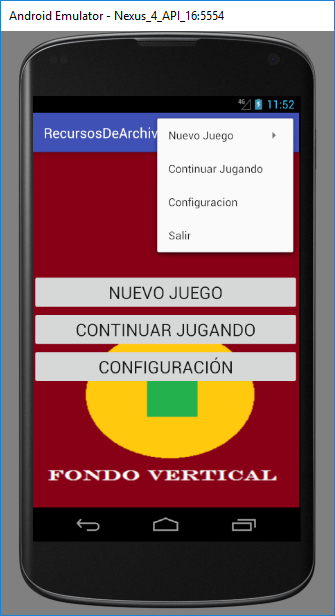 Android Emulator - Nexus_4_API_16:5554
4G 11:52
RecursosDeArchiv
Nuevo Juego
Continuar Jugando
Configuracion
Salir
NUEVO JUEGO
CONTINUAR JUGANDO
CONFIGURACIÓN
FONDO VERTICAL